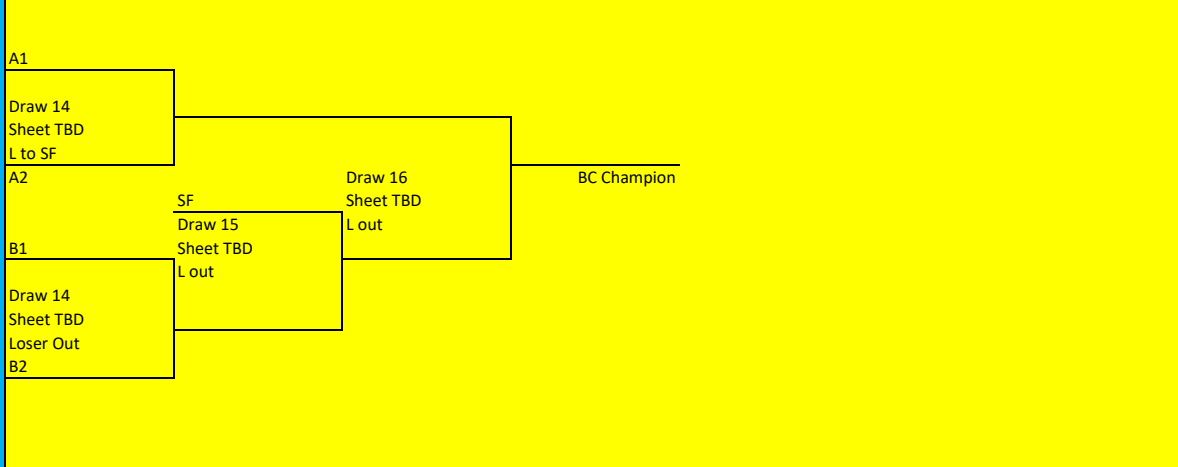 A1
Draw 14
Sheet TBD
L to SF
A2
SF
Draw 15
Sheet TBD
L out
B1
Draw 14
Sheet TBD
Loser Out
B2
Draw 16
Sheet TBD
L out
BC Champion